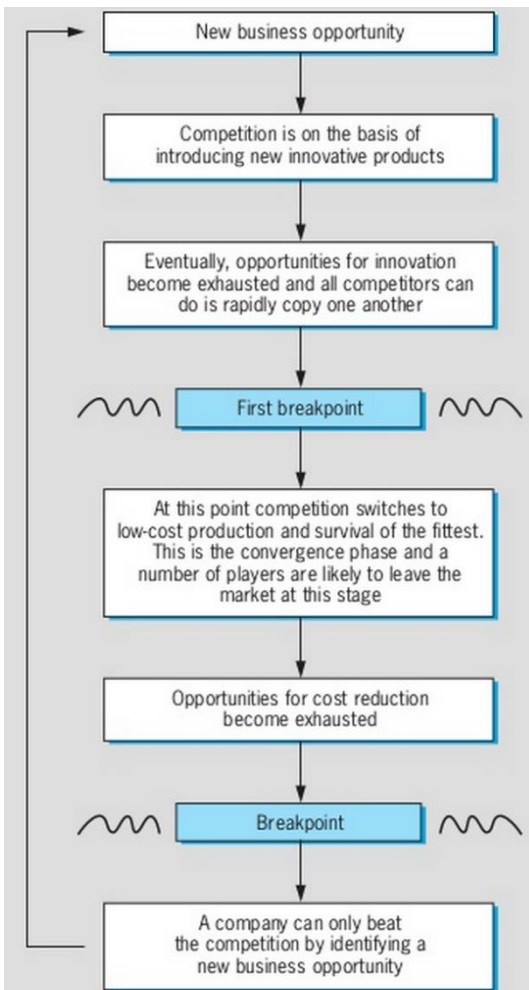 New business opportunity
Competition is on the basis of
introducing new innovative products
Eventually, opportunities for innovation
become exhausted and all competitors can
do is rapidly copy one another
First breakpoint
At this point competition switches to
low-cost production and survival of the fittest.
This is the convergence phase and a
number of players are likely to leave the
market at this stage
Opportunities for cost reduction
become exhausted
Breakpoint
A company can only beat
the competition by identifying a
new business opportunity